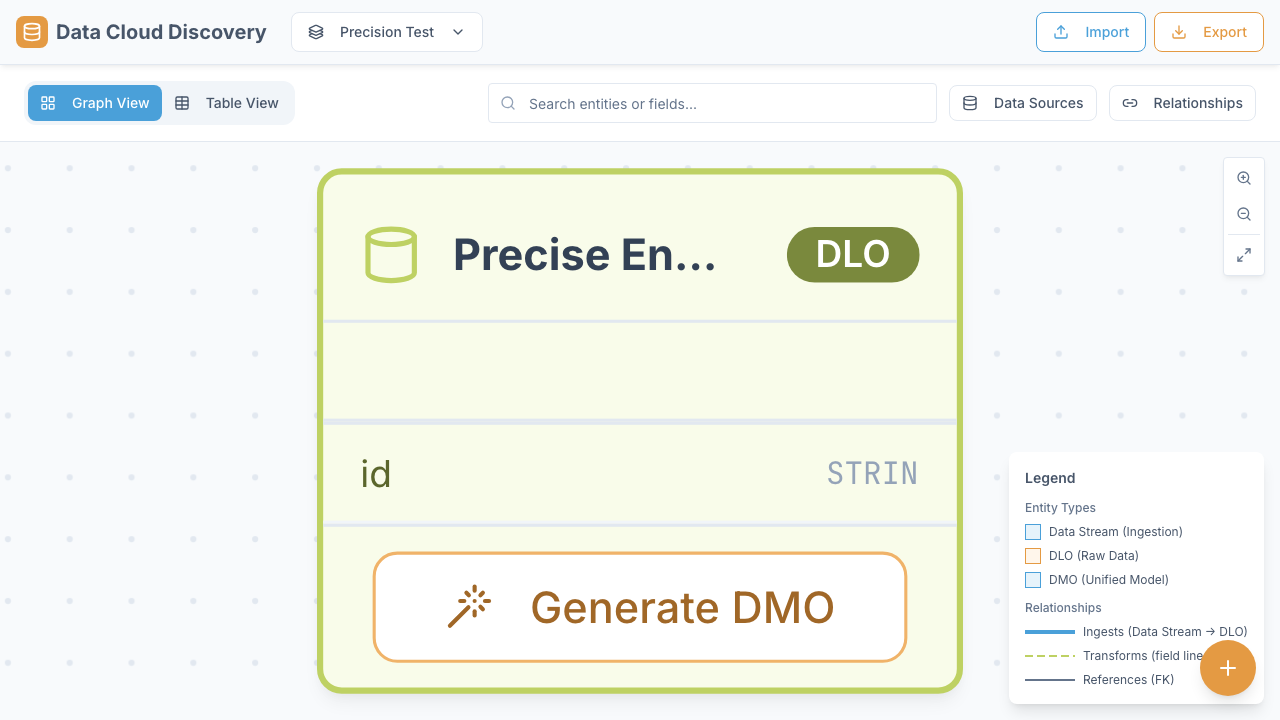 Data Cloud Discovery
Precision Test
Import
Export
Graph View
Table View
Search entities or fields...
Data Sources
Relationships
Precise En...
DLO
id
STRIN
Generate DMO
Legend
Entity Types
Data Stream (Ingestion)
DLO (Raw Data)
DMO (Unified Model)
Relationships
Ingests (Data Stream → DLO)
Transforms (field line
References (FK)